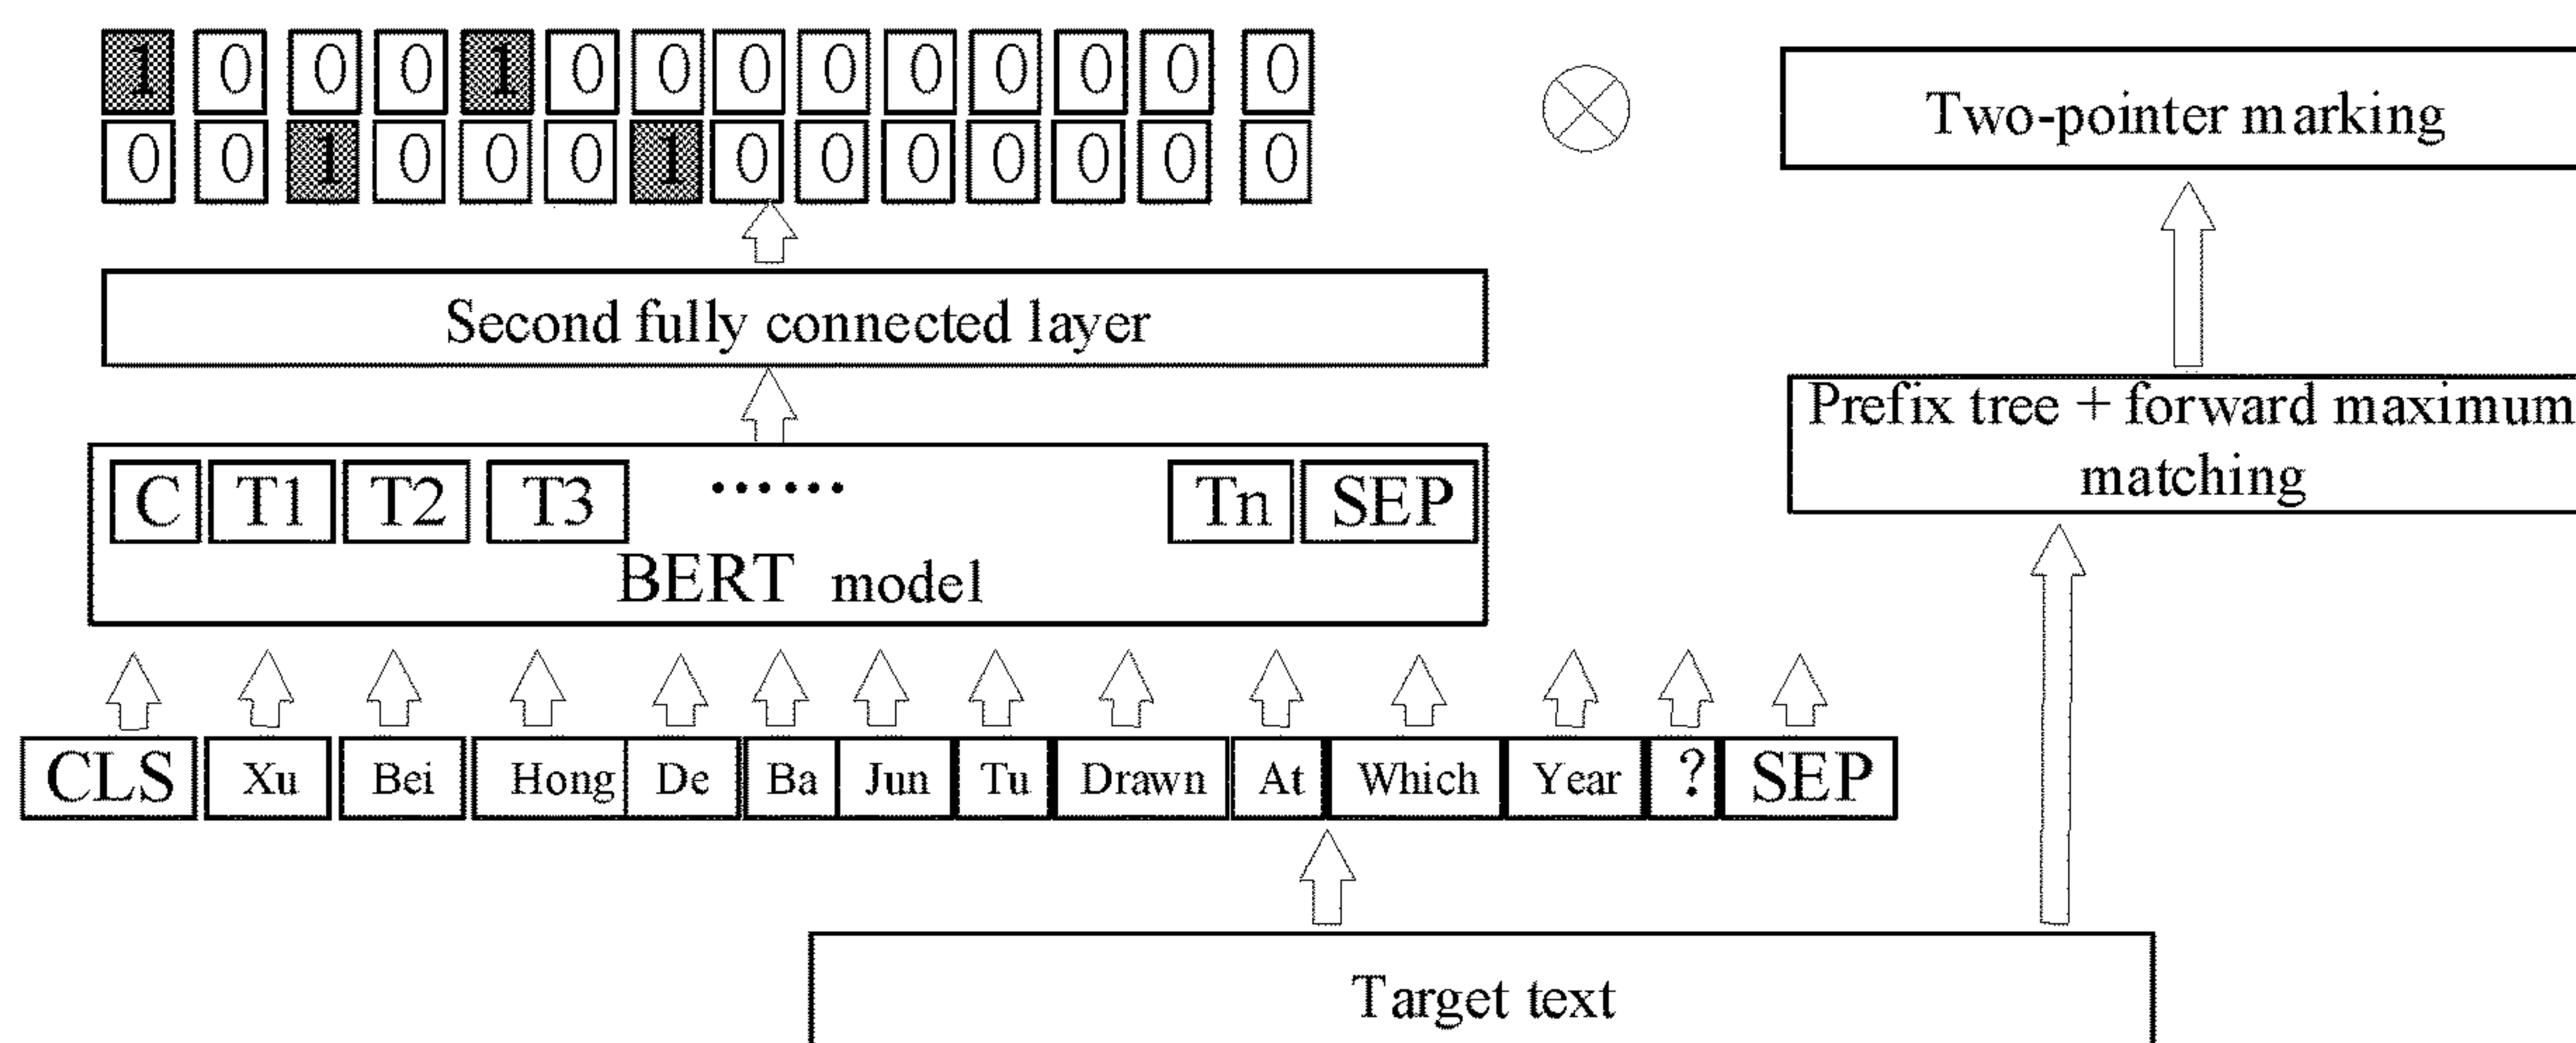 1 0 0 0 1 0 0 0 0 0 0 0 0 0
0 0 1 0 0 0 1 0 0 0 0 0 0 0
Two-pointer marking
Second fully connected layer
Prefix tree + forward maximum
matching
C T1 T2 T3 ······ Tn SEP
BERT model
CLS Xu Bei Hong De Ba Jun Tu Drawn At Which Year ? SEP
Target text